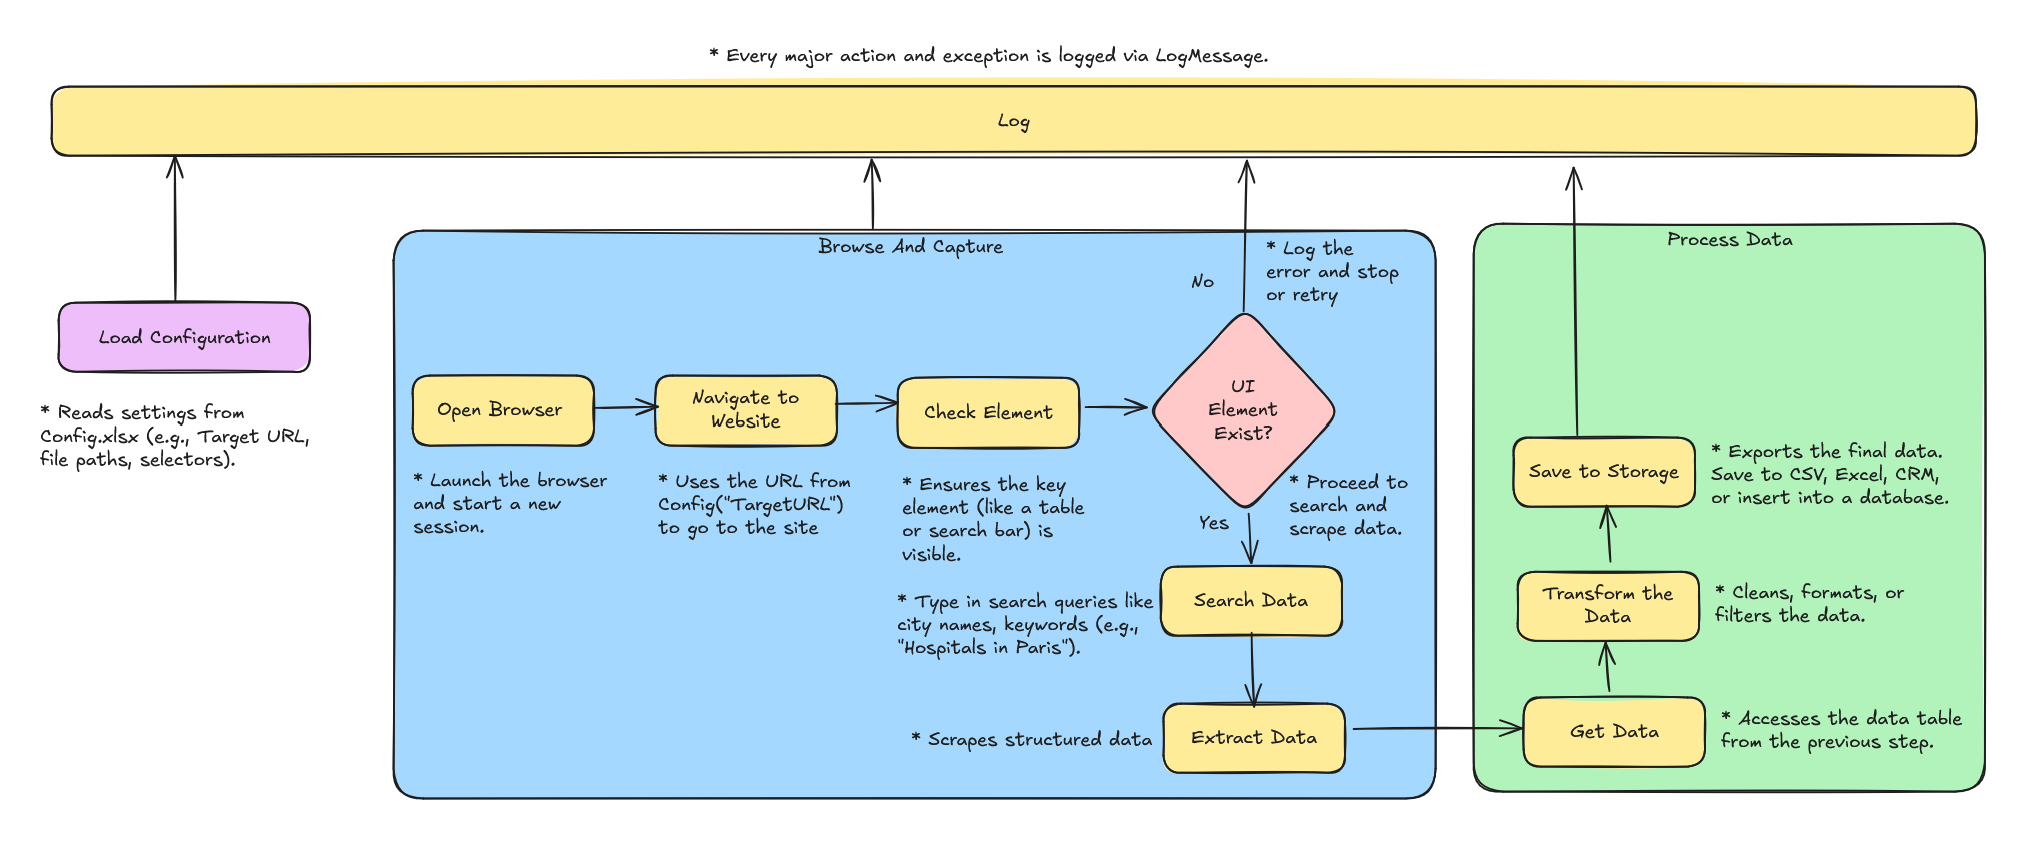 * Every major action and exception is logged via LogMessage.
Log
Load Configuration
* Reads settings from
Config.xlsx (e.g., Target URL,
file paths, selectors).
Browse And Capture
Open Browser
* Launch the browser
and start a new
session.
Navigate to
Website
* Uses the URL from
Config("TargetURL")
to go to the site
Check Element
* Ensures the key
element (like a table
or search bar) is
visible.
UI
Element
Exist?
No
* Log the
error and stop
or retry
Yes
* Proceed to
search and
scrape data.
Search Data
* Type in search queries like
city names, keywords (e.g.,
"Hospitals in Paris").
Extract Data
* Scrapes structured data
Process Data
Save to Storage
* Exports the final data.
Save to CSV, Excel, CRM,
or insert into a database.
Transform the
Data
* Cleans, formats, or
filters the data.
Get Data
* Accesses the data table
from the previous step.